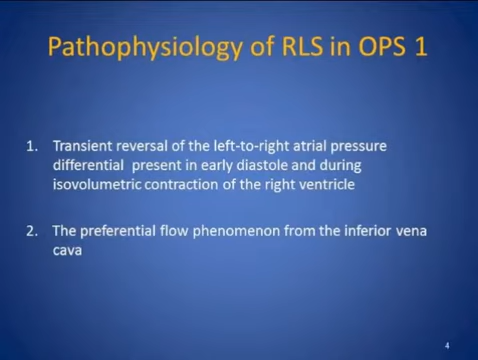 Pathophysiology of RLS in OPS 1
1. Transient reversal of the left-to-right atrial pressure
differential present in early diastole and during
isovolumetric contraction of the right ventricle
2. The preferential flow phenomenon from the inferior vena
cava
4